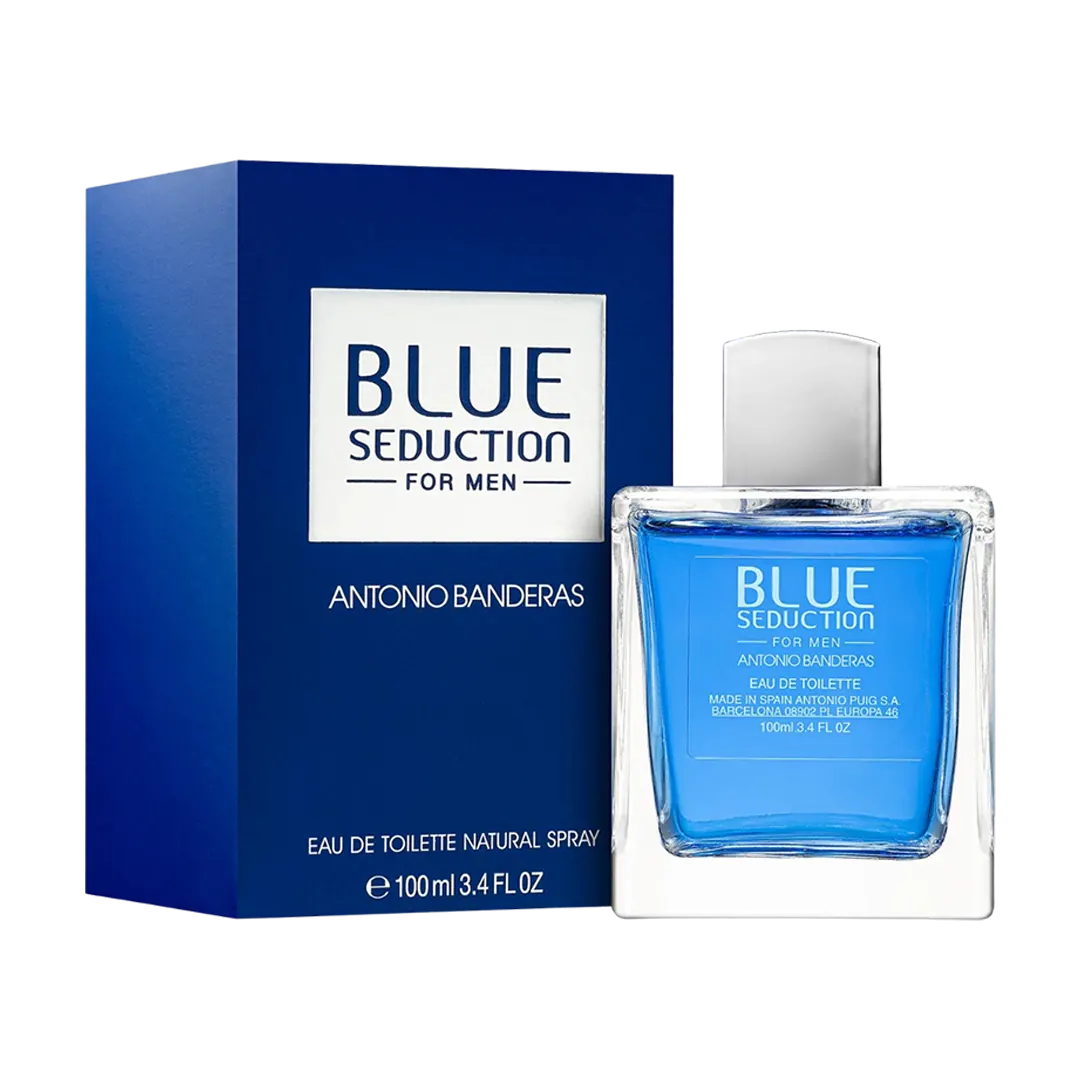 BLUE
SEDUCTION
FOR MEN
ANTONIO BANDERAS
EAU DE TOILETTE NATURAL SPRAY
℮ 100 ml 3.4 FL OZ
BLUE
SEDUCTION
FOR MEN
ANTONIO BANDERAS
EAU DE TOILETTE
MADE IN SPAIN ANTONIO PUIG S.A.
BARCELONA 08902 PL EUROPA 46
100ml 3.4 FL OZ